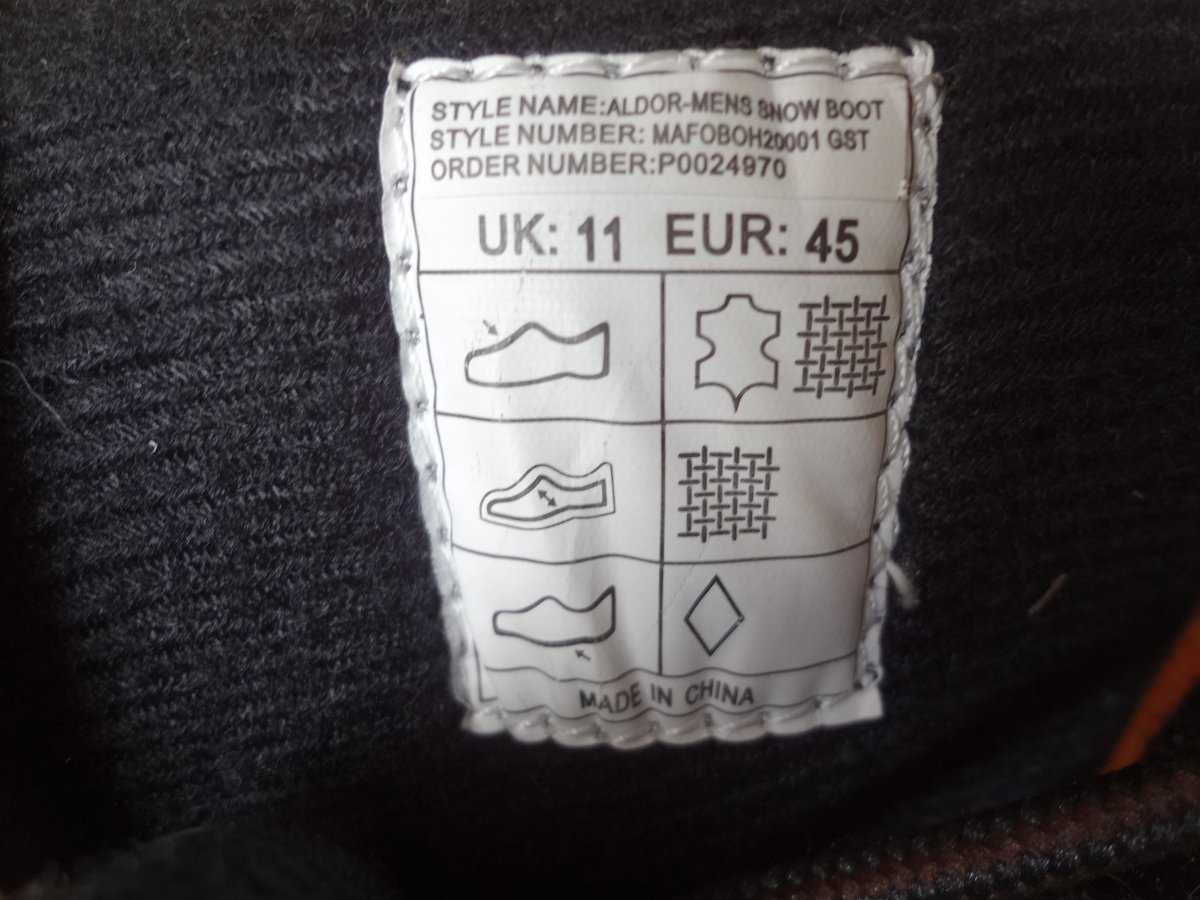 STYLE NAME:ALDOR-MENS SNOW BOOT
STYLE NUMBER: MAFOBOH20001 GST
ORDER NUMBER:P0024970
UK: 11 EUR: 45
MADE IN CHINA